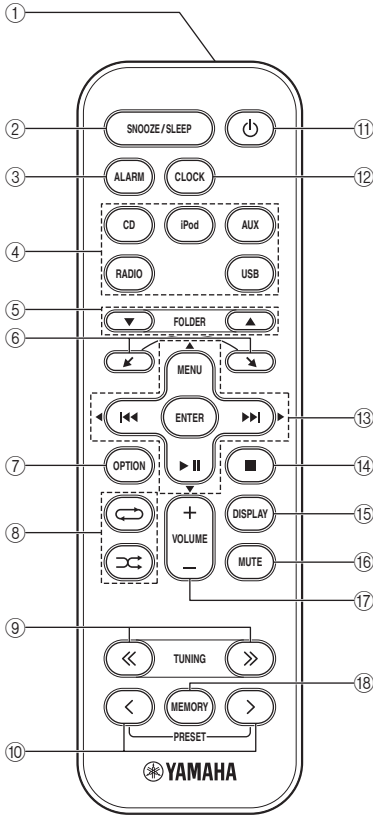 ①
② SNOOZE/SLEEP ⑪
③ ALARM CLOCK ⑫
④ CD iPod AUX
RADIO USB
⑤ FOLDER
⑥
MENU
ENTER ⑬
⑦ OPTION ⑭
⑧ + DISPLAY ⑮
VOLUME
– MUTE ⑯
⑰
⑨ TUNING
⑱
MEMORY
⑩ PRESET
YAMAHA